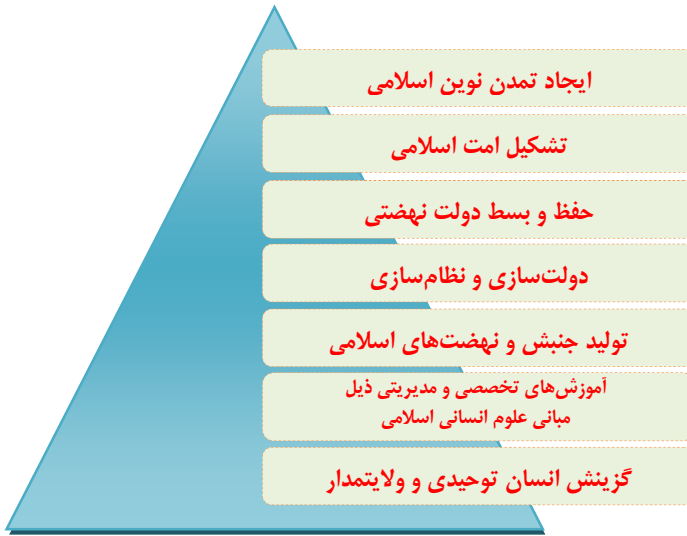 ایجاد تمدن نوین اسلامی
تشکیل امت اسلامی
حفظ و بسط دولت نهضتی
دولت‌سازی و نظام‌سازی
تولید جنبش و نهضت‌های اسلامی
آموزش‌های تخصصی و مدیریتی ذیل
مبانی علوم انسانی اسلامی
گزینش انسان توحیدی و ولایتمدار